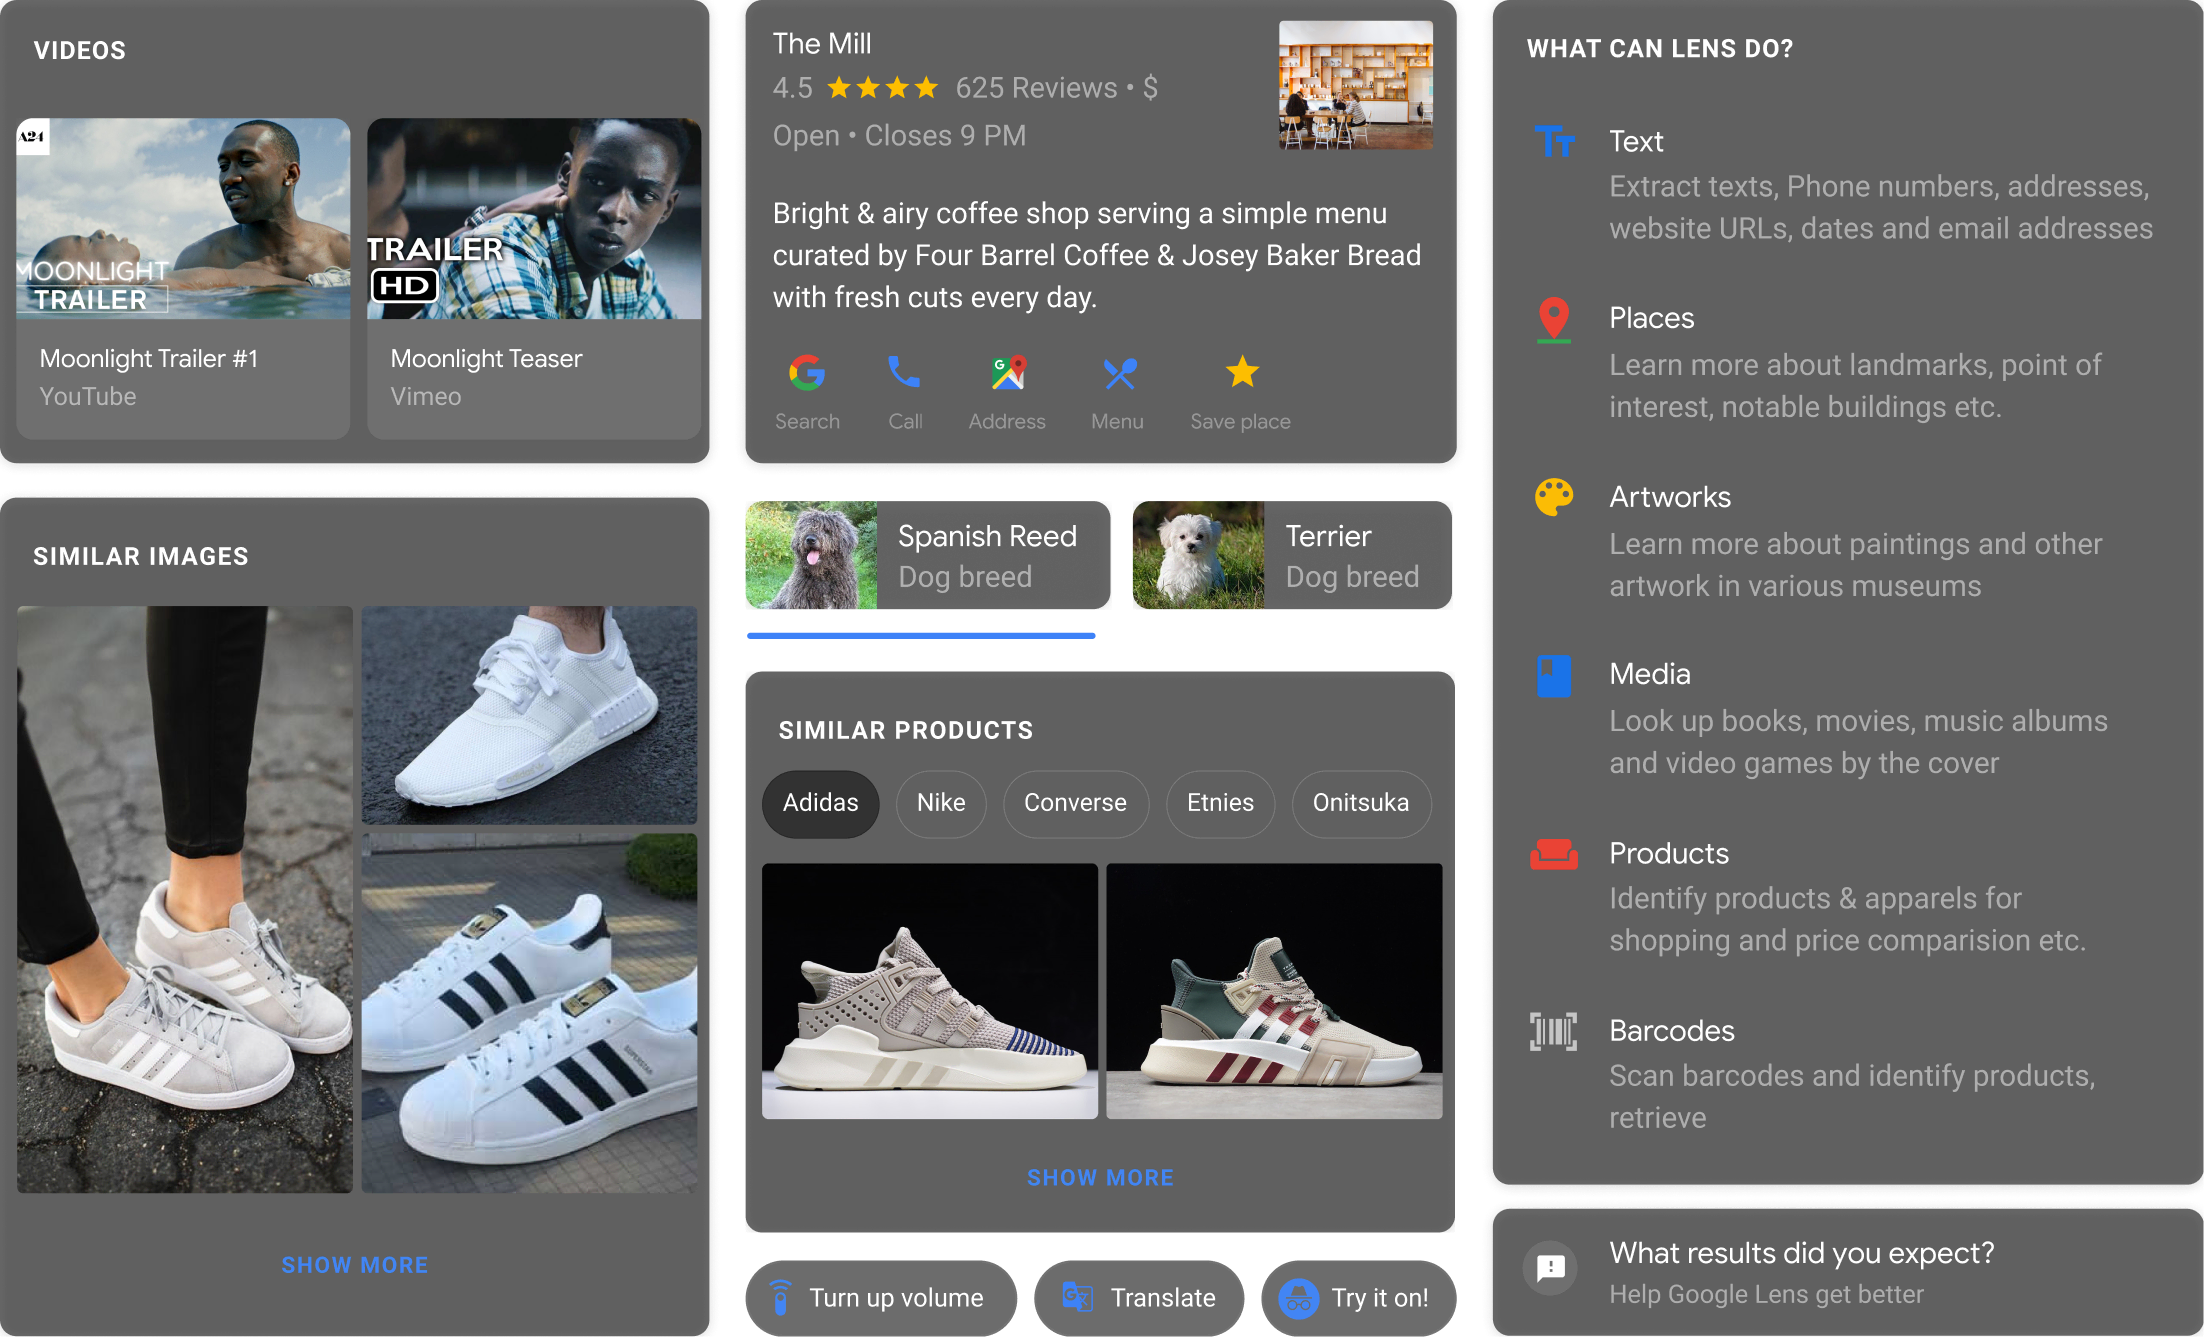 VIDEOS
A24
MOONLIGHT
TRAILER
TRAILER
HD
Moonlight Trailer #1
YouTube
Moonlight Teaser
Vimeo
SIMILAR IMAGES
SUPERSTAR
SHOW MORE
The Mill
4.5 ★★★★ 625 Reviews • $
Open • Closes 9 PM
Bright & airy coffee shop serving a simple menu
curated by Four Barrel Coffee & Josey Baker Bread
with fresh cuts every day.
Search Call Address Menu Save place
Spanish Reed
Dog breed
Terrier
Dog breed
SIMILAR PRODUCTS
Adidas Nike Converse Etnies Onitsuka
SHOW MORE
Turn up volume Translate Try it on!
WHAT CAN LENS DO?
Text
Extract texts, Phone numbers, addresses,
website URLs, dates and email addresses
Places
Learn more about landmarks, point of
interest, notable buildings etc.
Artworks
Learn more about paintings and other
artwork in various museums
Media
Look up books, movies, music albums
and video games by the cover
Products
Identify products & apparels for
shopping and price comparision etc.
Barcodes
Scan barcodes and identify products,
retrieve
What results did you expect?
Help Google Lens get better